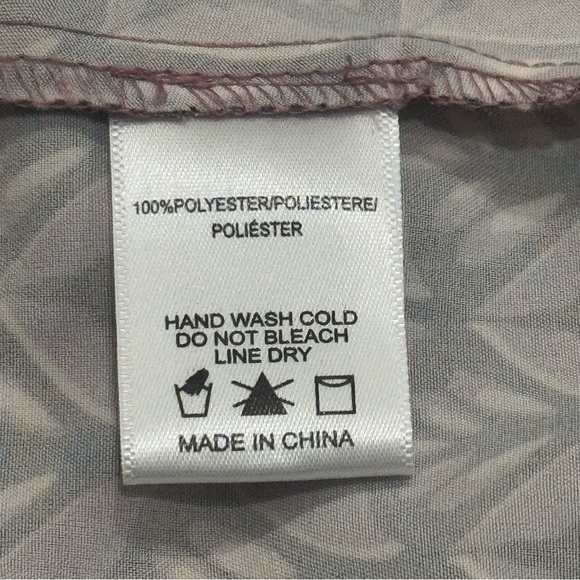 100%POLYESTER/POLIESTERE/
POLIÉSTER
HAND WASH COLD
DO NOT BLEACH
LINE DRY
MADE IN CHINA